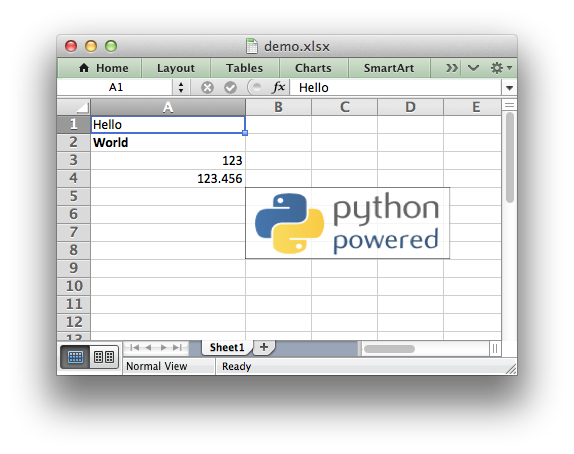 demo.xlsx
Home Layout Tables Charts SmartArt
A1 fx Hello
A B C D E
1 Hello
2 World
3 123
4 123.456
5
6 python
7
8 powered
9
10
11
12
13
Sheet1 +
Normal View Ready